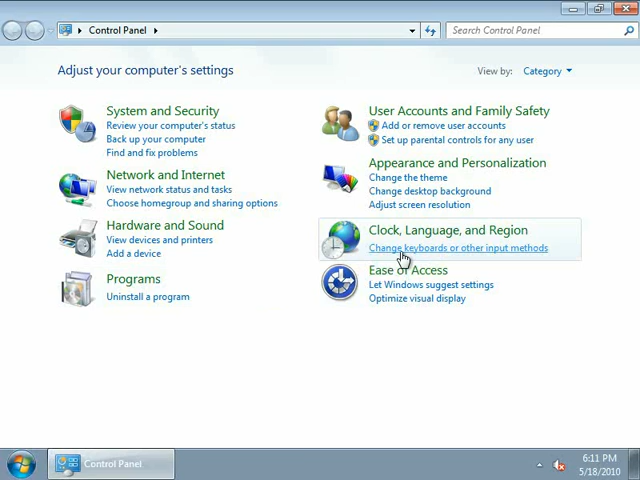 Control Panel
Search Control Panel
Adjust your computer's settings
View by: Category
System and Security
Review your computer's status
Back up your computer
Find and fix problems
Network and Internet
View network status and tasks
Choose homegroup and sharing options
Hardware and Sound
View devices and printers
Add a device
Programs
Uninstall a program
User Accounts and Family Safety
Add or remove user accounts
Set up parental controls for any user
Appearance and Personalization
Change the theme
Change desktop background
Adjust screen resolution
Clock, Language, and Region
Change keyboards or other input methods
Ease of Access
Let Windows suggest settings
Optimize visual display
Control Panel
6:11 PM
5/18/2010